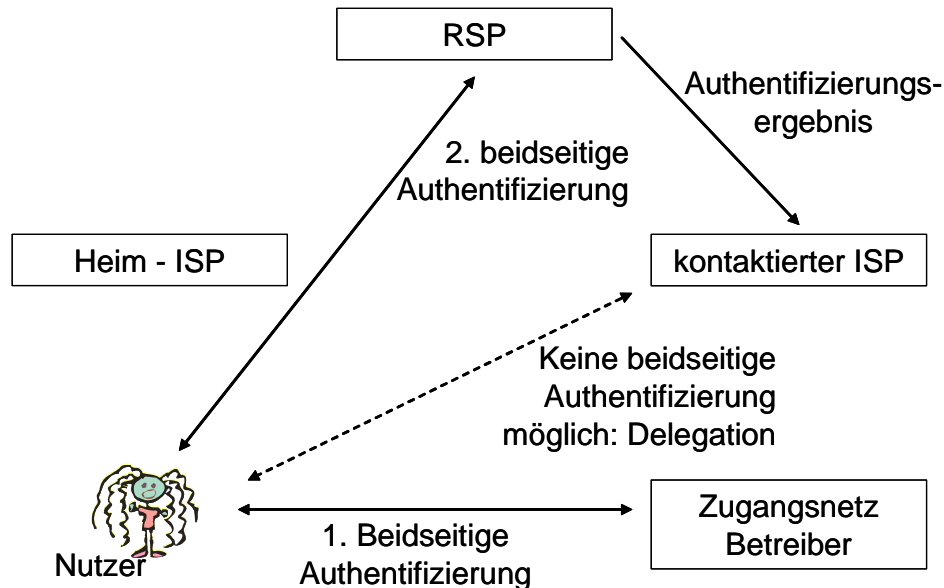 RSP
Authentifizierungs-
ergebnis
2. beidseitige
Authentifizierung
Heim - ISP
kontaktierter ISP
Keine beidseitige
Authentifizierung
möglich: Delegation
Nutzer
1. Beidseitige
Authentifizierung
Zugangsnetz
Betreiber